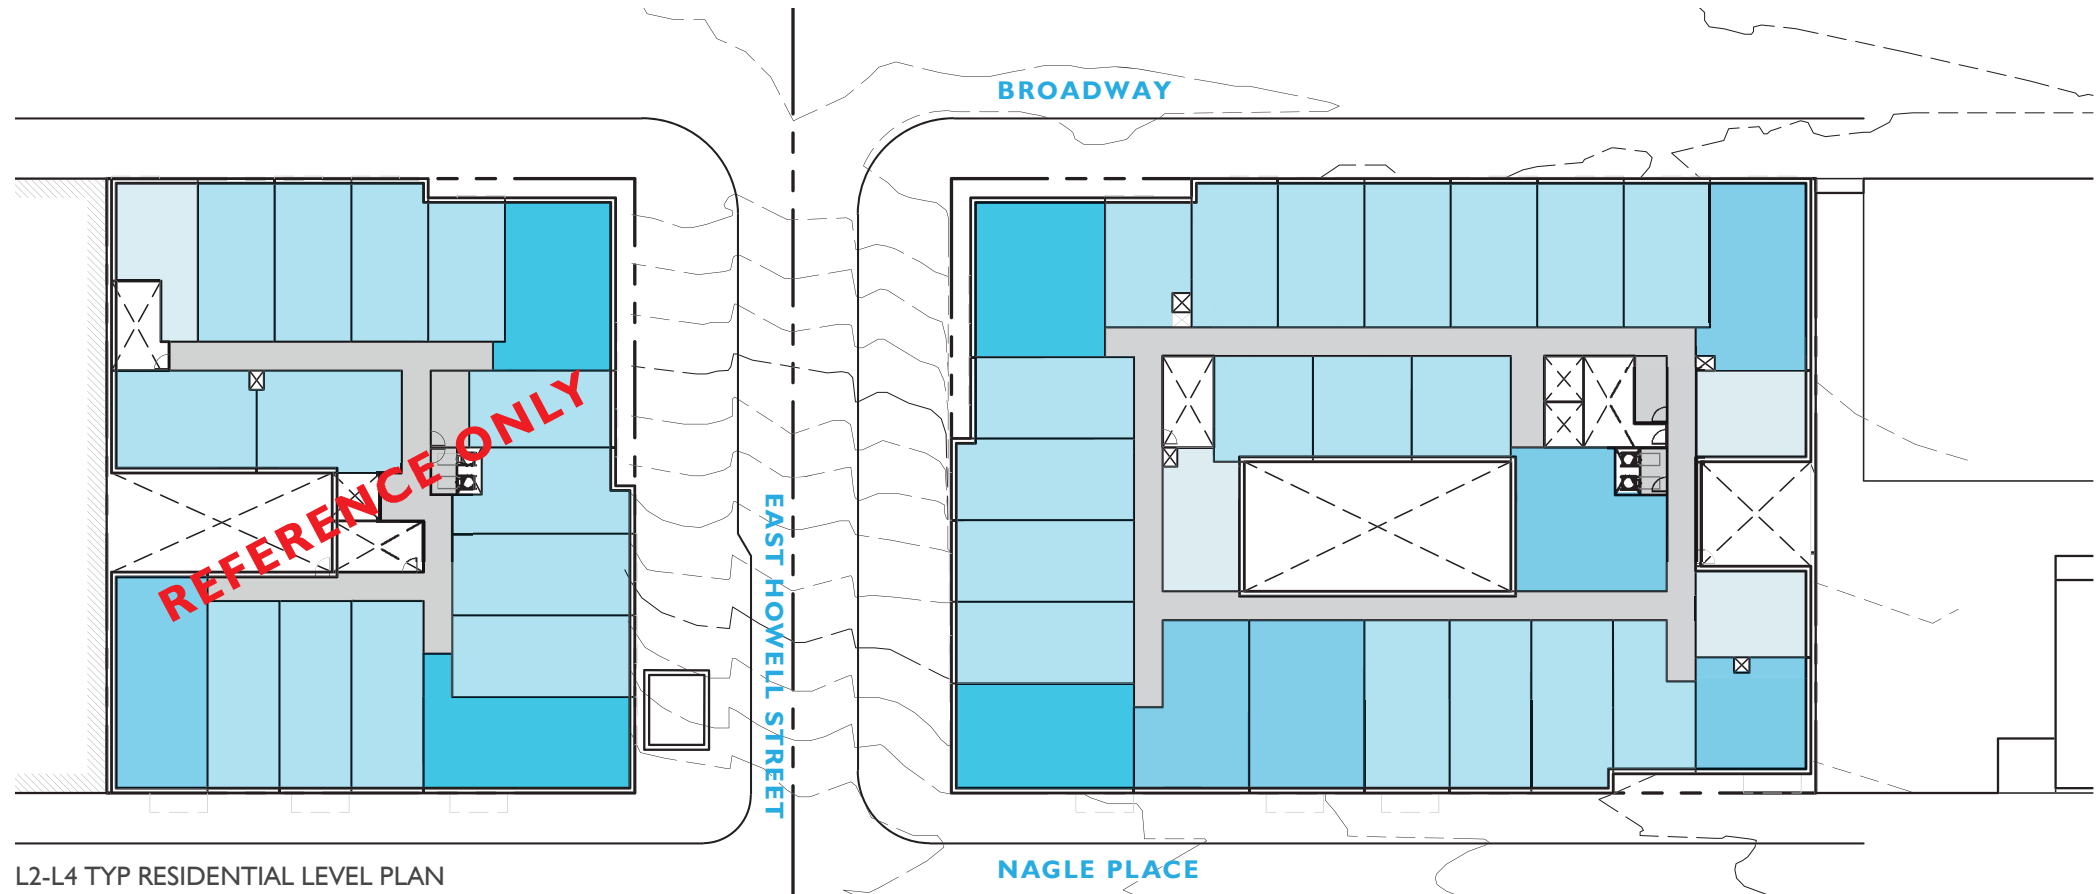 BROADWAY
REFERENCE ONLY
EAST HOWELL STREET
NAGLE PLACE
L2-L4 TYP RESIDENTIAL LEVEL PLAN